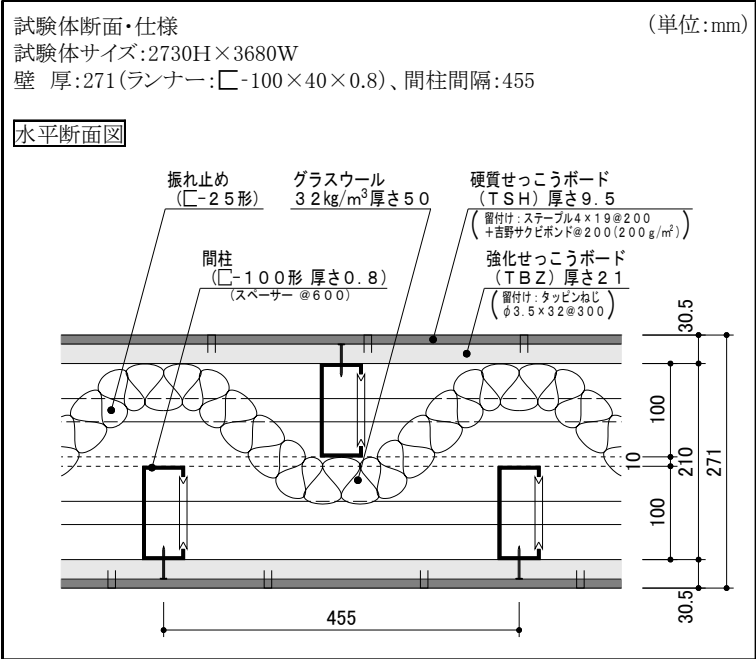 試験体断面・仕様
(単位:mm)
試験体サイズ:2730H×3680W
壁 厚:271(ランナー:⊏-100×40×0.8)、間柱間隔:455
水平断面図
振れ止め
(⊏-25形)
グラスウール
32kg/m³厚さ50
硬質せっこうボード
(TSH)厚さ9.5
(留付け:ステープル4×19@200
+吉野サクビボンド@200(200g/㎡))
間柱
(⊏-100形 厚さ0.8)
(スペーサー @600)
強化せっこうボード
(TBZ)厚さ21
(留付け:タッピンねじ
φ3.5×32@300)
30.5
100
10
210
271
100
30.5
455